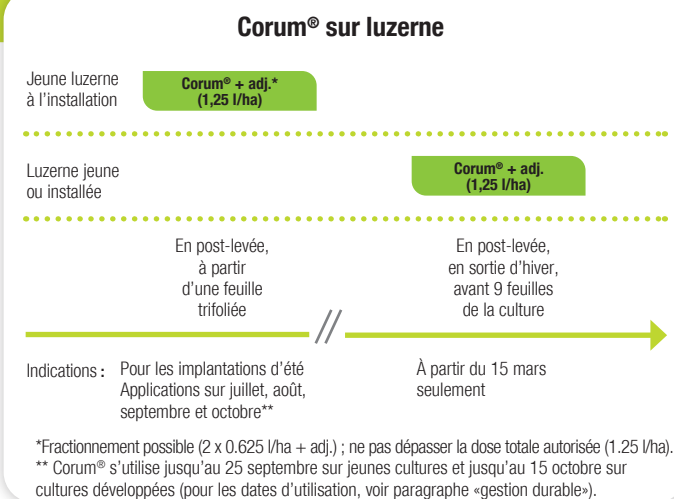 Corum® sur luzerne
Jeune luzerne
à l'installation
Corum® + adj.*
(1,25 l/ha)
Luzerne jeune
ou installée
Corum® + adj.
(1,25 l/ha)
En post-levée,
à partir
d'une feuille
trifoliée
En post-levée,
en sortie d'hiver,
avant 9 feuilles
de la culture
Indications :
Pour les implantations d'été
Applications sur juillet, août,
septembre et octobre**
À partir du 15 mars
seulement
*Fractionnement possible (2 x 0.625 l/ha + adj.) ; ne pas dépasser la dose totale autorisée (1.25 l/ha).
** Corum® s'utilise jusqu'au 25 septembre sur jeunes cultures et jusqu'au 15 octobre sur
cultures développées (pour les dates d'utilisation, voir paragraphe «gestion durable»).